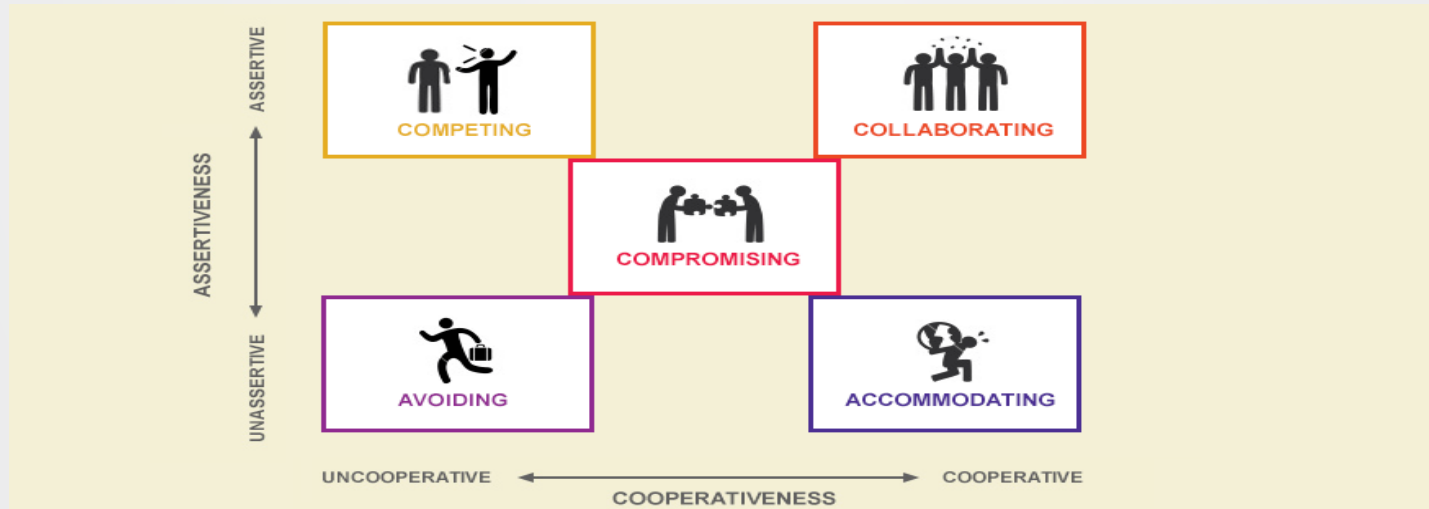 ASSERTIVE
COMPETING
COLLABORATING
ASSERTIVENESS
COMPROMISING
UNASSERTIVE
AVOIDING
ACCOMMODATING
UNCOOPERATIVE
COOPERATIVE
COOPERATIVENESS